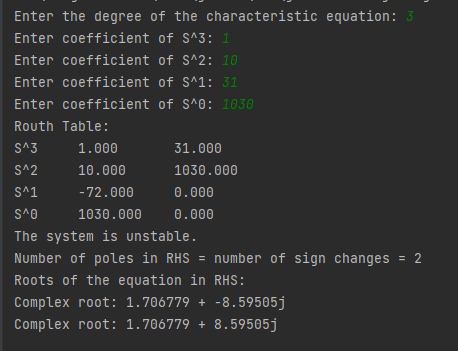 Enter the degree of the characteristic equation: 3
Enter coefficient of S^3: 1
Enter coefficient of S^2: 10
Enter coefficient of S^1: 31
Enter coefficient of S^0: 1030
Routh Table:
S^3 1.000 31.000
S^2 10.000 1030.000
S^1 -72.000 0.000
S^0 1030.000 0.000
The system is unstable.
Number of poles in RHS = number of sign changes = 2
Roots of the equation in RHS:
Complex root: 1.706779 + -8.59505j
Complex root: 1.706779 + 8.59505j